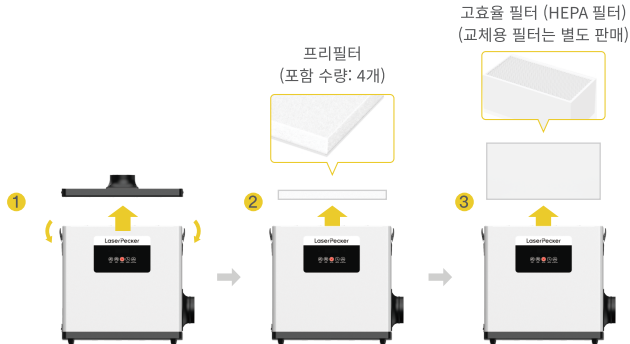 고효율 필터 (HEPA 필터)
(교체용 필터는 별도 판매)
프리필터
(포함 수량: 4개)
1
2
3
LaserPecker
LaserPecker
LaserPecker